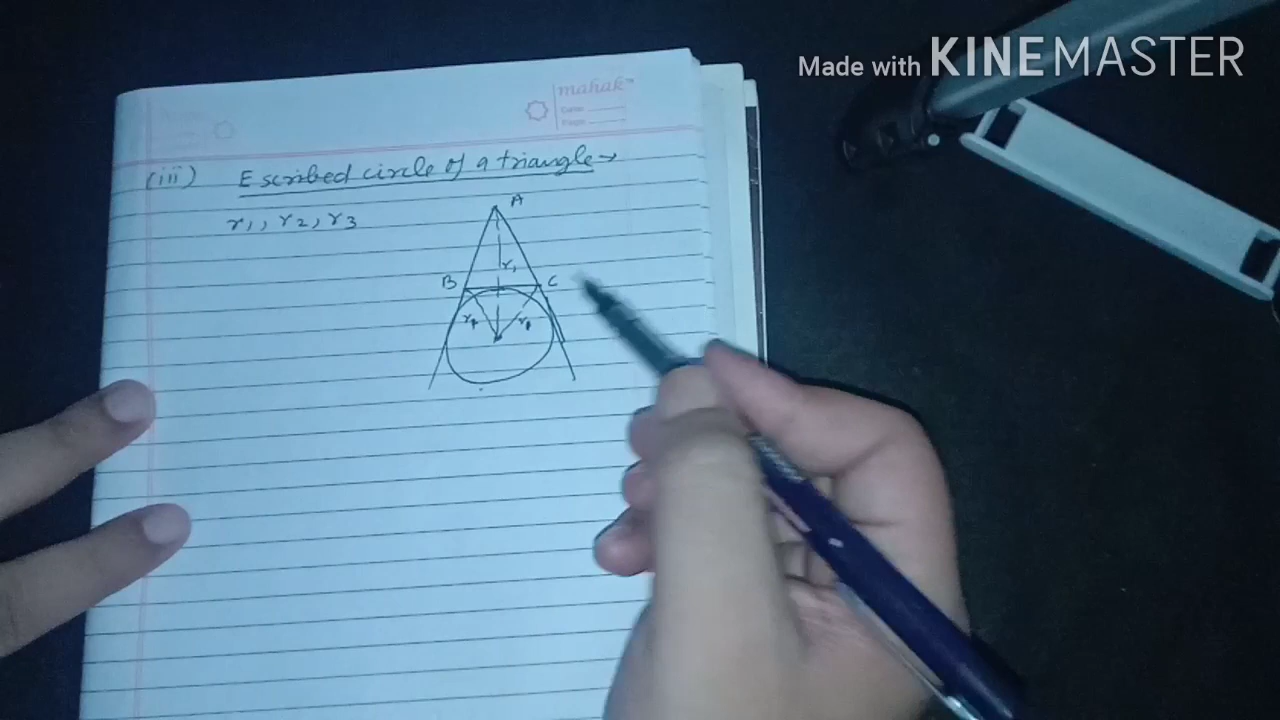 Made with KINEMASTER
mahak
Date
Page
(iii) Escribed circle of a triangle→
r1, r2, r3
A
r1
B C
r1 r1